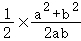 1/2 × (a² + b²)/(2ab)